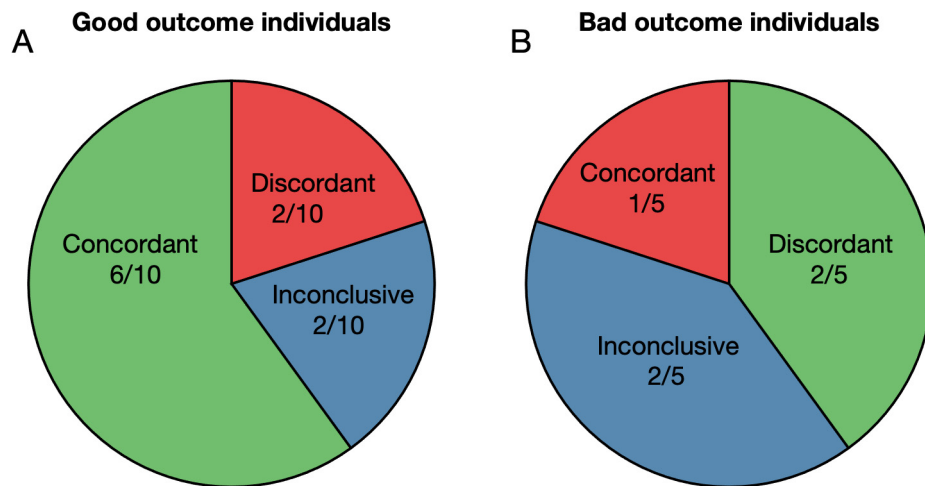 Good outcome individuals
A
Discordant
2/10
Concordant
6/10
Inconclusive
2/10
Bad outcome individuals
B
Concordant
1/5
Discordant
2/5
Inconclusive
2/5